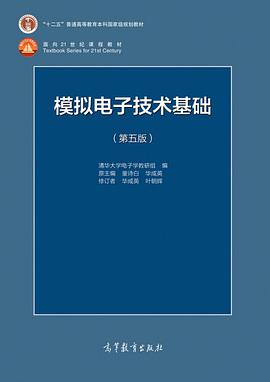 "十二五"普通高等教育本科国家级规划教材
面向21世纪课程教材
Textbook Series for 21st Century
模拟电子技术基础
（第五版）
清华大学电子学教研组 编
原主编 童诗白 华成英
修订者 华成英 叶朝辉
高等教育出版社